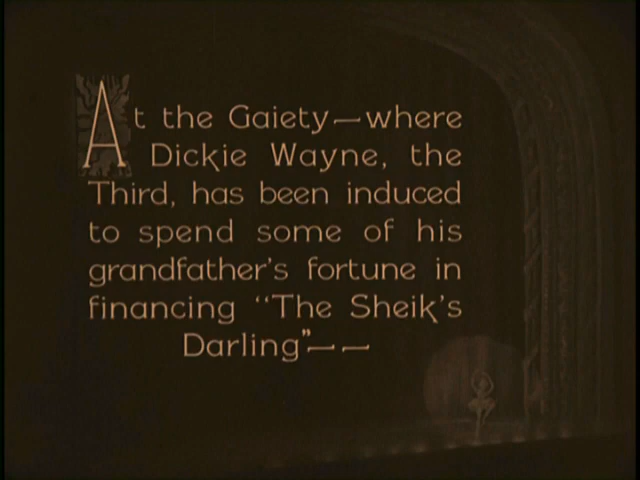 At the Gaiety—where
Dickie Wayne, the
Third, has been induced
to spend some of his
grandfather's fortune in
financing "The Sheik's
Darling"— —